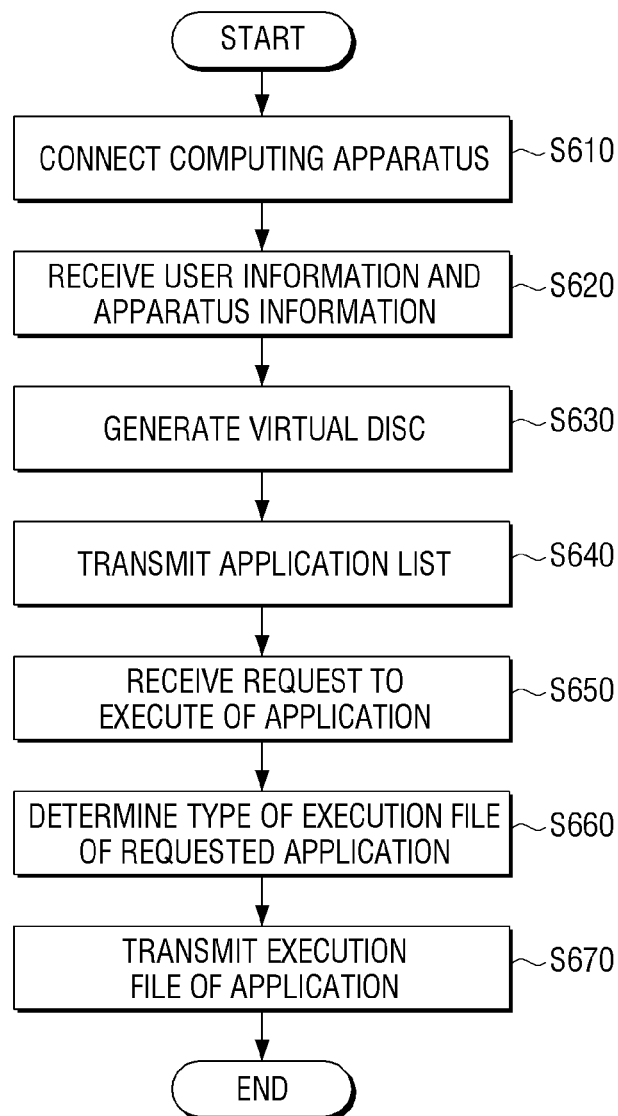 START
CONNECT COMPUTING APPARATUS
S610
RECEIVE USER INFORMATION AND
APPARATUS INFORMATION
S620
GENERATE VIRTUAL DISC
S630
TRANSMIT APPLICATION LIST
S640
RECEIVE REQUEST TO
EXECUTE OF APPLICATION
S650
DETERMINE TYPE OF EXECUTION FILE
OF REQUESTED APPLICATION
S660
TRANSMIT EXECUTION
FILE OF APPLICATION
S670
END